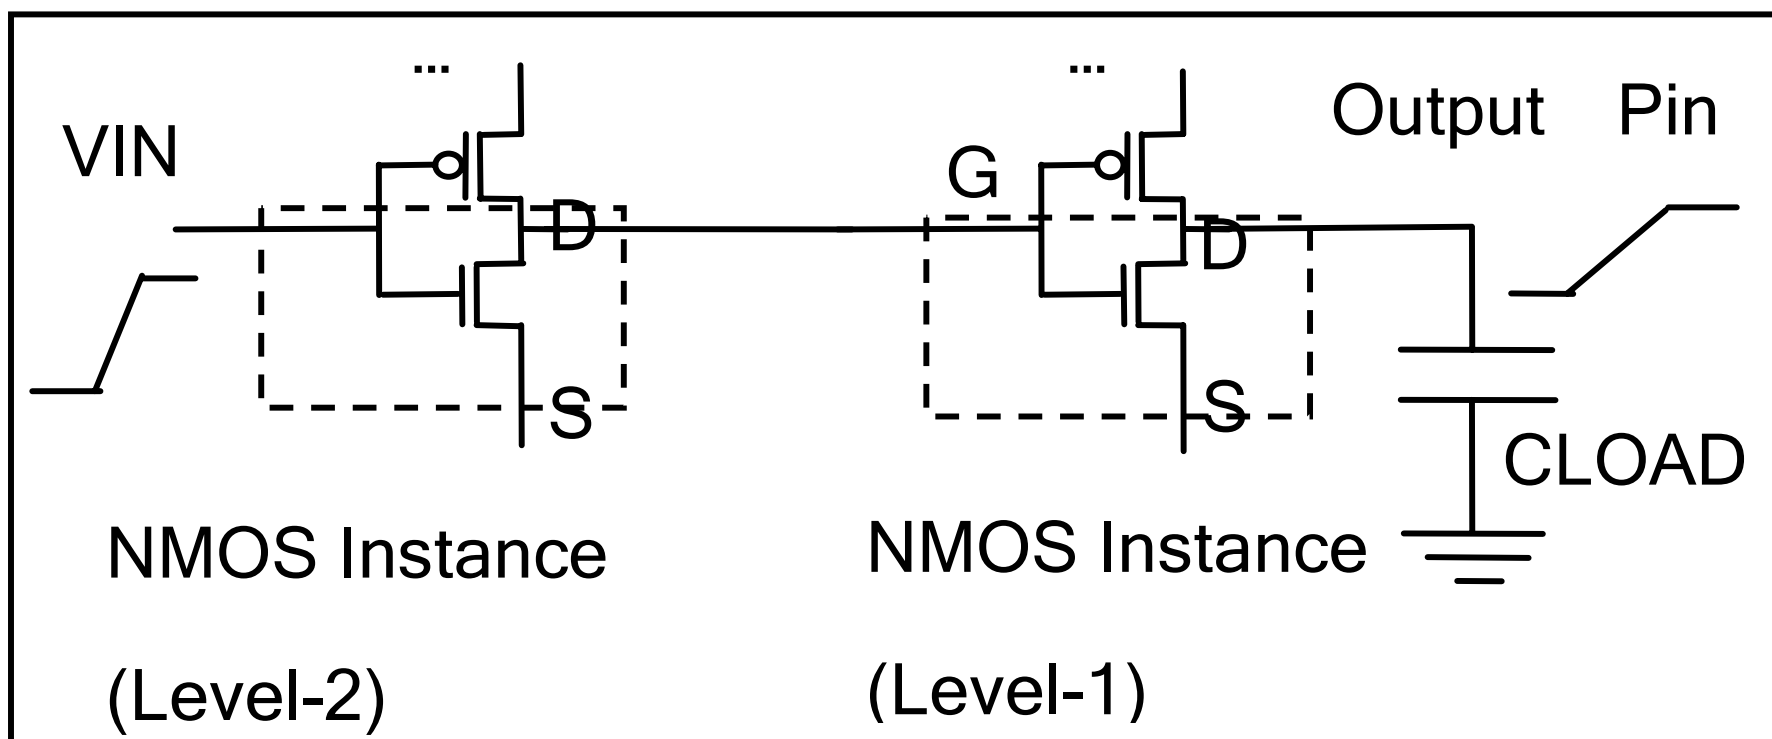 ...
...
VIN
Output Pin
G
D
D
S
S
CLOAD
NMOS Instance
(Level-2)
NMOS Instance
(Level-1)